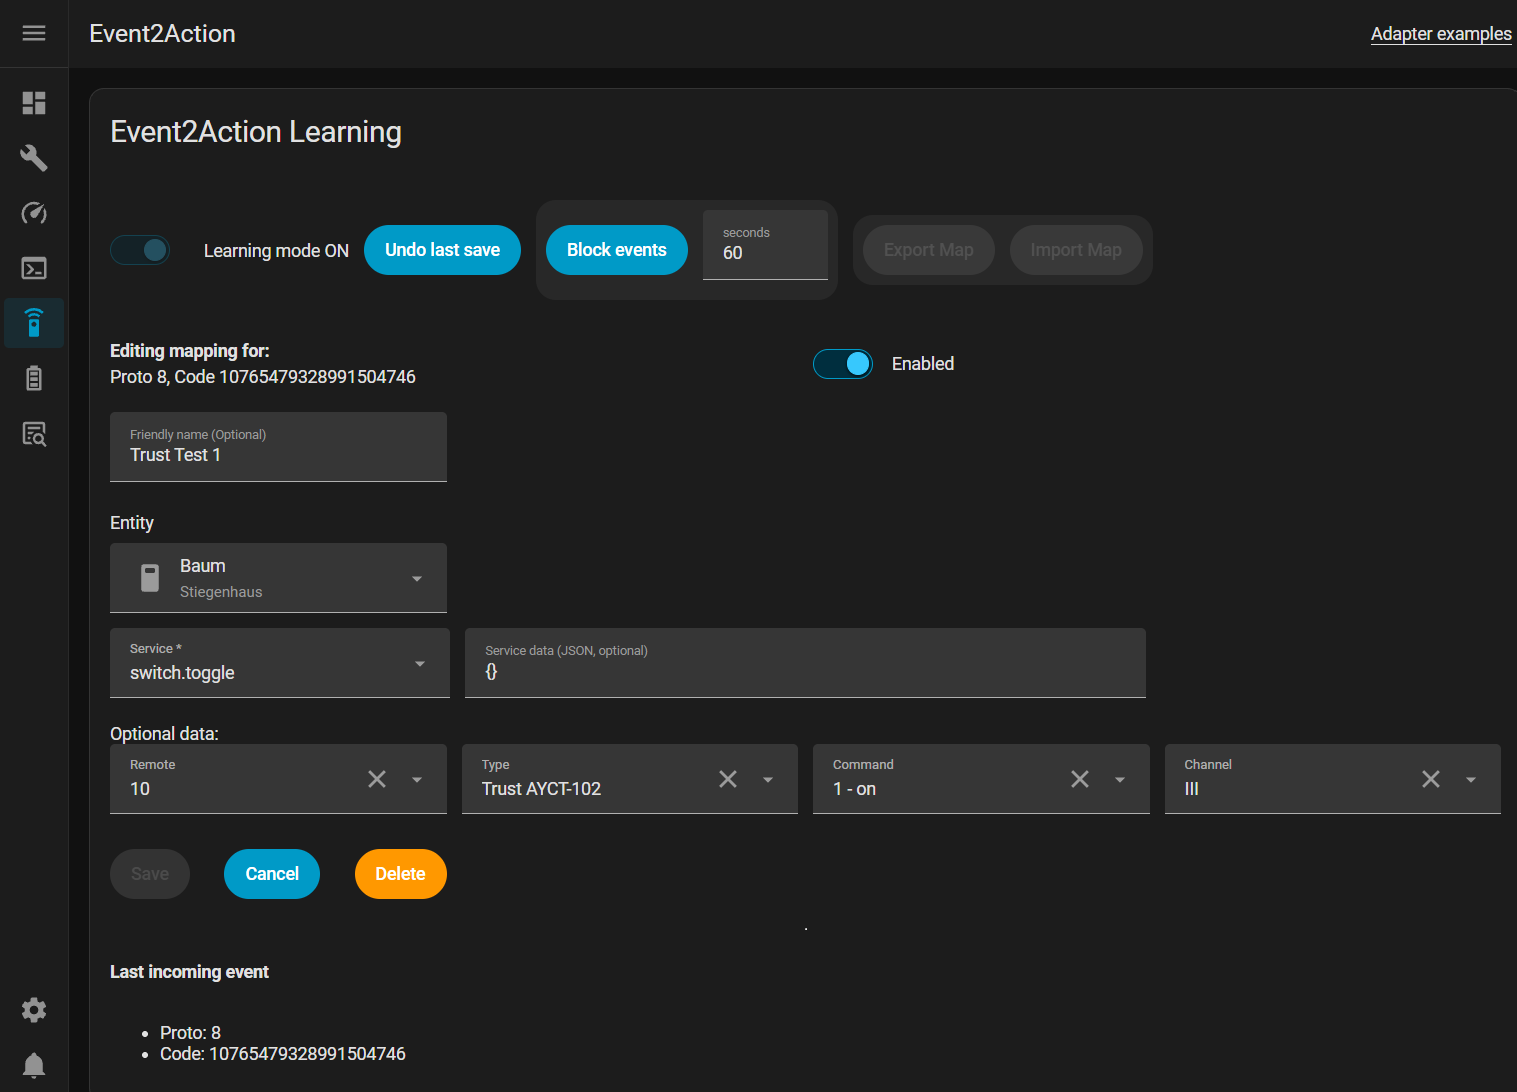 Event2Action
Adapter examples
Event2Action Learning
Learning mode ON
Undo last save
Block events
seconds
60
Export Map
Import Map
Editing mapping for:
Proto 8, Code 10765479328991504746
Enabled
Friendly name (Optional)
Trust Test 1
Entity
Baum
Stiegenhaus
Service *
switch.toggle
Service data (JSON, optional)
{}
Optional data:
Remote
10
Type
Trust AYCT-102
Command
1 - on
Channel
III
Save
Cancel
Delete
.
Last incoming event
• Proto: 8
• Code: 10765479328991504746